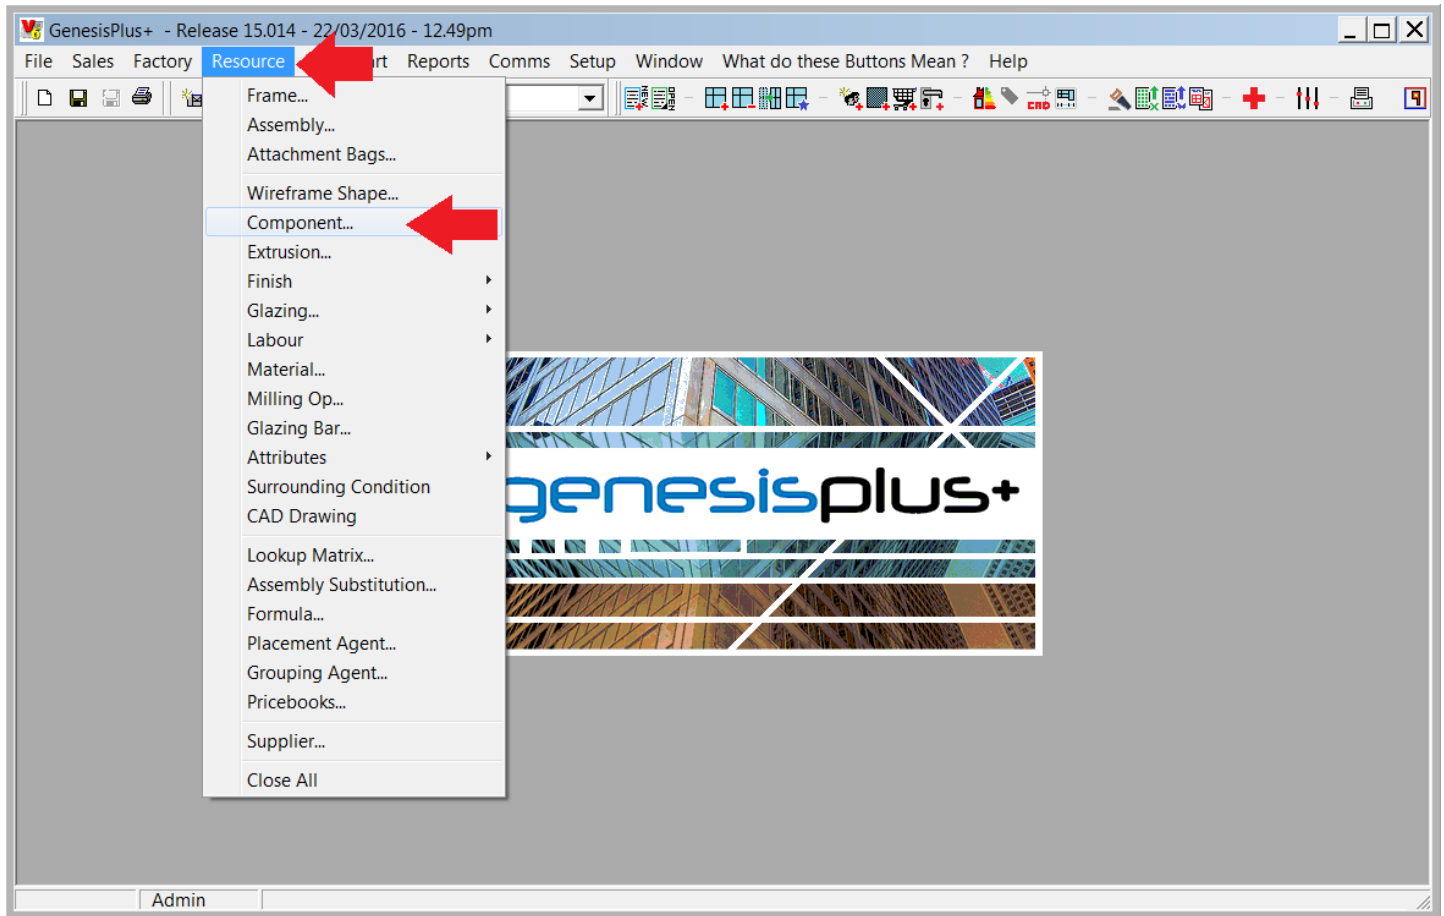 GenesisPlus+ - Release 15.014 - 22/03/2016 - 12.49pm
File Sales Factory Resource Reports Comms Setup Window What do these Buttons Mean ? Help
Frame...
Assembly...
Attachment Bags...
Wireframe Shape...
Component...
Extrusion...
Finish
Glazing...
Labour
Material...
Milling Op...
Glazing Bar...
Attributes
Surrounding Condition
CAD Drawing
Lookup Matrix...
Assembly Substitution...
Formula...
Placement Agent...
Grouping Agent...
Pricebooks...
Supplier...
Close All
genesisplus+
Admin